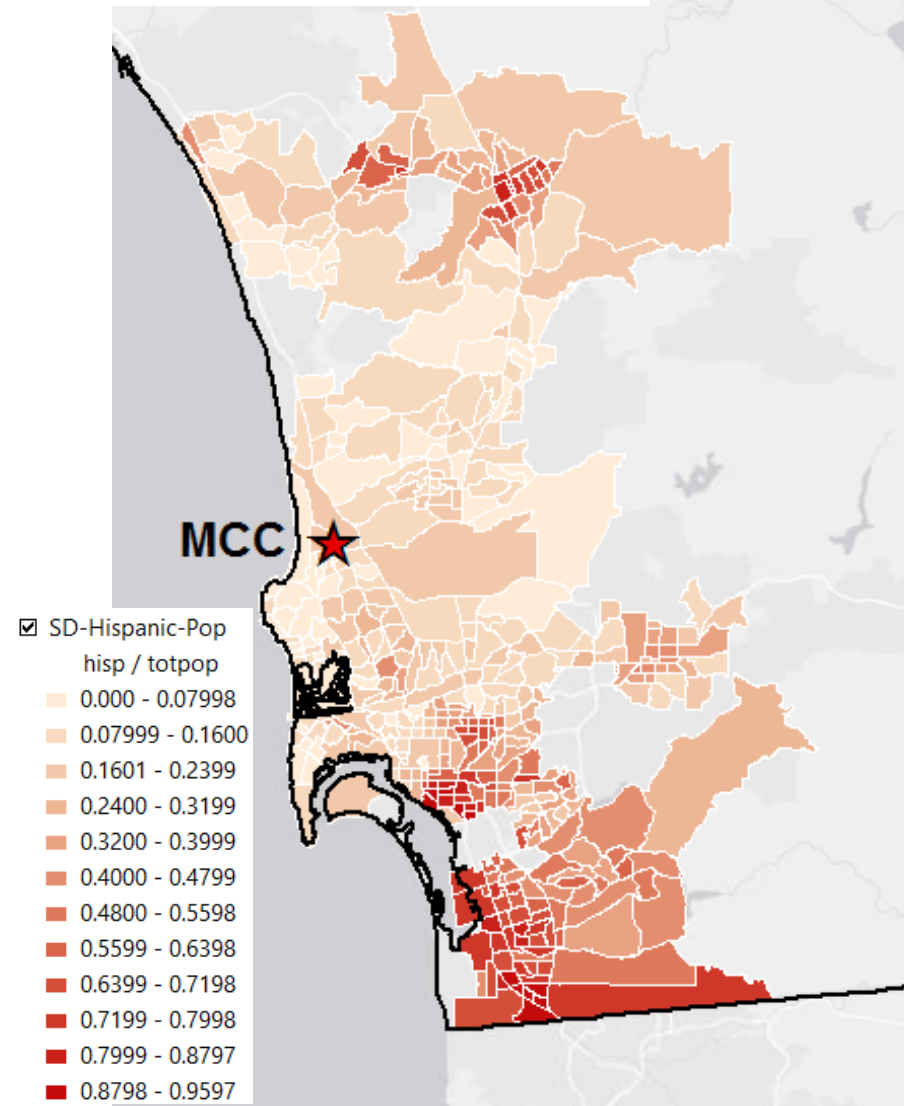 MCC
SD-Hispanic-Pop
hisp / totpop
0.000 - 0.07998
0.07999 - 0.1600
0.1601 - 0.2399
0.2400 - 0.3199
0.3200 - 0.3999
0.4000 - 0.4799
0.4800 - 0.5598
0.5599 - 0.6398
0.6399 - 0.7198
0.7199 - 0.7998
0.7999 - 0.8797
0.8798 - 0.9597